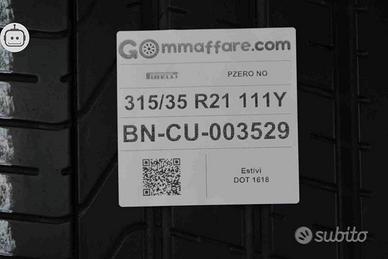 GOmmaffare.com
PIRELLI
PZERO NO
315/35 R21 111Y
BN-CU-003529
Estivi
DOT 1618
subito